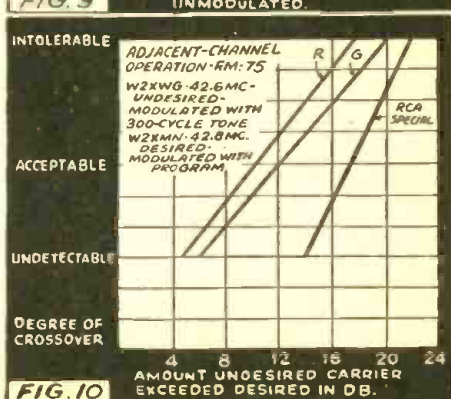 FIG. 9
UNMODULATED.
INTOLERABLE
ADJACENT-CHANNEL
OPERATION-FM: 75
W2XWG-42.6MC-
UNDESIRED-
MODULATED WITH
300-CYCLE TONE
W2XMN-42.8MC.
DESIRED-
MODULATED WITH
PROGRAM
R
G
RCA
SPECIAL
ACCEPTABLE
UNDETECTABLE
DEGREE OF
CROSSOVER
4 8 12 16 20 24
AMOUNT UNDESIRED CARRIER
EXCEEDED DESIRED IN DB.
FIG. 10